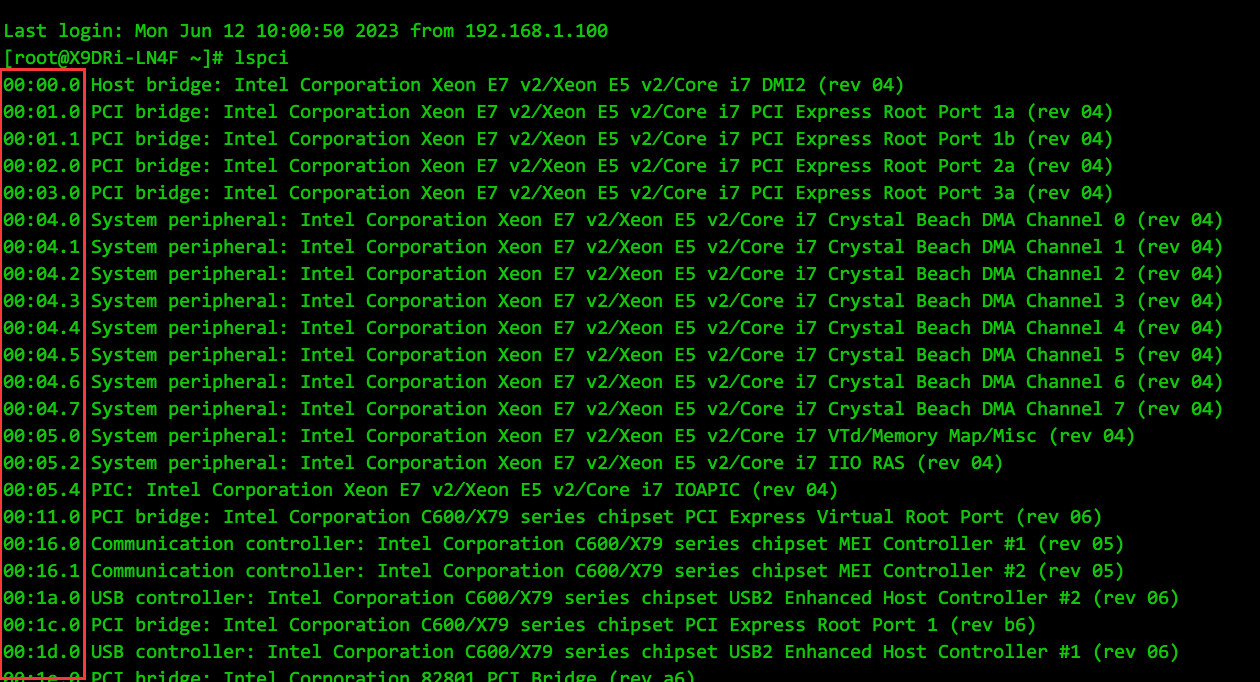 Last login: Mon Jun 12 10:00:50 2023 from 192.168.1.100
[root@X9DRi-LN4F ~]# lspci
00:00.0 Host bridge: Intel Corporation Xeon E7 v2/Xeon E5 v2/Core i7 DMI2 (rev 04)
00:01.0 PCI bridge: Intel Corporation Xeon E7 v2/Xeon E5 v2/Core i7 PCI Express Root Port 1a (rev 04)
00:01.1 PCI bridge: Intel Corporation Xeon E7 v2/Xeon E5 v2/Core i7 PCI Express Root Port 1b (rev 04)
00:02.0 PCI bridge: Intel Corporation Xeon E7 v2/Xeon E5 v2/Core i7 PCI Express Root Port 2a (rev 04)
00:03.0 PCI bridge: Intel Corporation Xeon E7 v2/Xeon E5 v2/Core i7 PCI Express Root Port 3a (rev 04)
00:04.0 System peripheral: Intel Corporation Xeon E7 v2/Xeon E5 v2/Core i7 Crystal Beach DMA Channel 0 (rev 04)
00:04.1 System peripheral: Intel Corporation Xeon E7 v2/Xeon E5 v2/Core i7 Crystal Beach DMA Channel 1 (rev 04)
00:04.2 System peripheral: Intel Corporation Xeon E7 v2/Xeon E5 v2/Core i7 Crystal Beach DMA Channel 2 (rev 04)
00:04.3 System peripheral: Intel Corporation Xeon E7 v2/Xeon E5 v2/Core i7 Crystal Beach DMA Channel 3 (rev 04)
00:04.4 System peripheral: Intel Corporation Xeon E7 v2/Xeon E5 v2/Core i7 Crystal Beach DMA Channel 4 (rev 04)
00:04.5 System peripheral: Intel Corporation Xeon E7 v2/Xeon E5 v2/Core i7 Crystal Beach DMA Channel 5 (rev 04)
00:04.6 System peripheral: Intel Corporation Xeon E7 v2/Xeon E5 v2/Core i7 Crystal Beach DMA Channel 6 (rev 04)
00:04.7 System peripheral: Intel Corporation Xeon E7 v2/Xeon E5 v2/Core i7 Crystal Beach DMA Channel 7 (rev 04)
00:05.0 System peripheral: Intel Corporation Xeon E7 v2/Xeon E5 v2/Core i7 VTd/Memory Map/Misc (rev 04)
00:05.2 System peripheral: Intel Corporation Xeon E7 v2/Xeon E5 v2/Core i7 IIO RAS (rev 04)
00:05.4 PIC: Intel Corporation Xeon E7 v2/Xeon E5 v2/Core i7 IOAPIC (rev 04)
00:11.0 PCI bridge: Intel Corporation C600/X79 series chipset PCI Express Virtual Root Port (rev 06)
00:16.0 Communication controller: Intel Corporation C600/X79 series chipset MEI Controller #1 (rev 05)
00:16.1 Communication controller: Intel Corporation C600/X79 series chipset MEI Controller #2 (rev 05)
00:1a.0 USB controller: Intel Corporation C600/X79 series chipset USB2 Enhanced Host Controller #2 (rev 06)
00:1c.0 PCI bridge: Intel Corporation C600/X79 series chipset PCI Express Root Port 1 (rev b6)
00:1d.0 USB controller: Intel Corporation C600/X79 series chipset USB2 Enhanced Host Controller #1 (rev 06)
00:1e.0 PCI bridge: Intel Corporation 82801 PCI Bridge (rev a6)